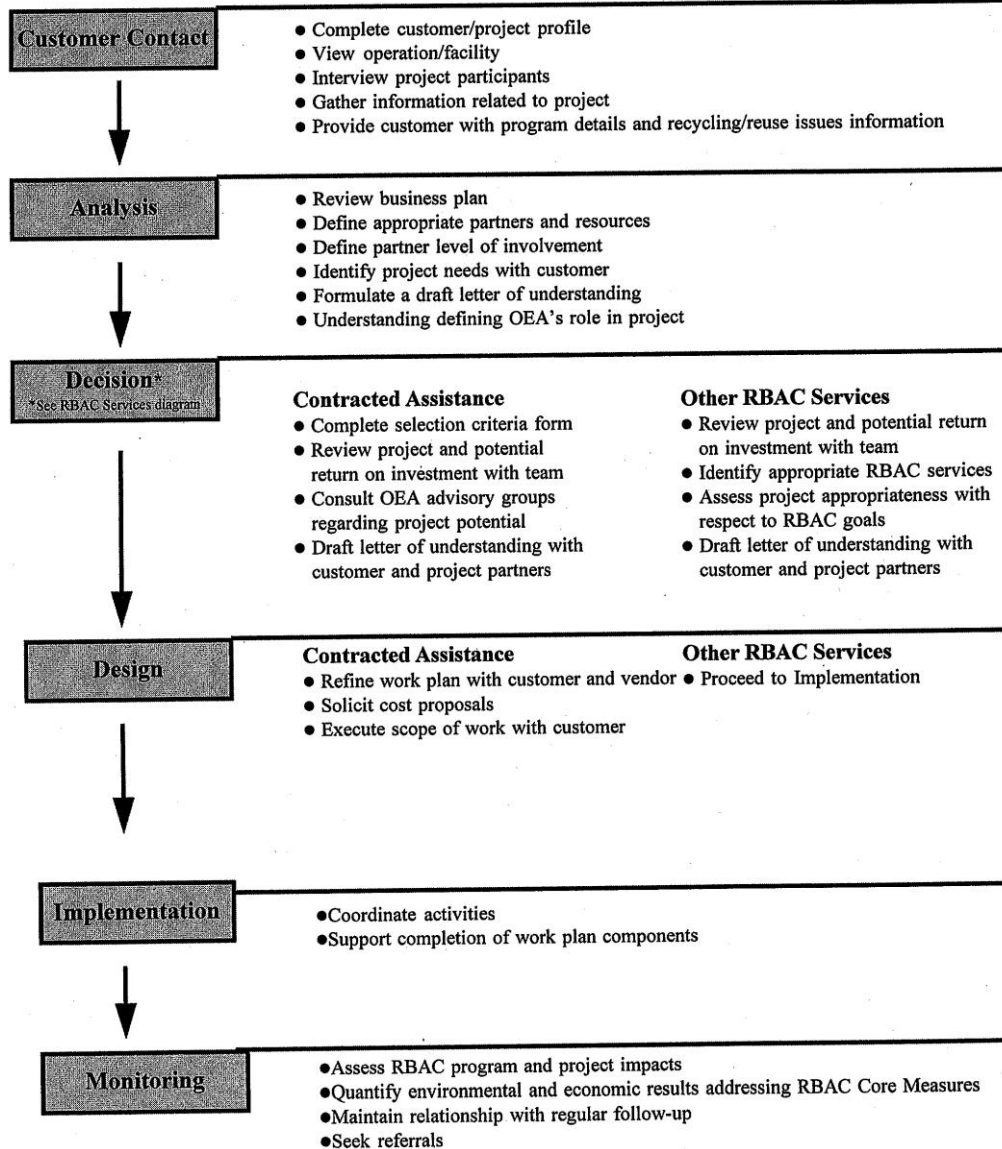 Customer Contact
● Complete customer/project profile
● View operation/facility
● Interview project participants
● Gather information related to project
● Provide customer with program details and recycling/reuse issues information
Analysis
● Review business plan
● Define appropriate partners and resources
● Define partner level of involvement
● Identify project needs with customer
● Formulate a draft letter of understanding
● Understanding defining OEA's role in project
Decision*
*See RBAC Services diagram
Contracted Assistance
● Complete selection criteria form
● Review project and potential
return on investment with team
● Consult OEA advisory groups
regarding project potential
● Draft letter of understanding with
customer and project partners
Other RBAC Services
● Review project and potential return
on investment with team
● Identify appropriate RBAC services
● Assess project appropriateness with
respect to RBAC goals
● Draft letter of understanding with
customer and project partners
Design
Contracted Assistance
● Refine work plan with customer and vendor
● Solicit cost proposals
● Execute scope of work with customer
Other RBAC Services
● Proceed to Implementation
Implementation
●Coordinate activities
●Support completion of work plan components
Monitoring
●Assess RBAC program and project impacts
●Quantify environmental and economic results addressing RBAC Core Measures
●Maintain relationship with regular follow-up
●Seek referrals